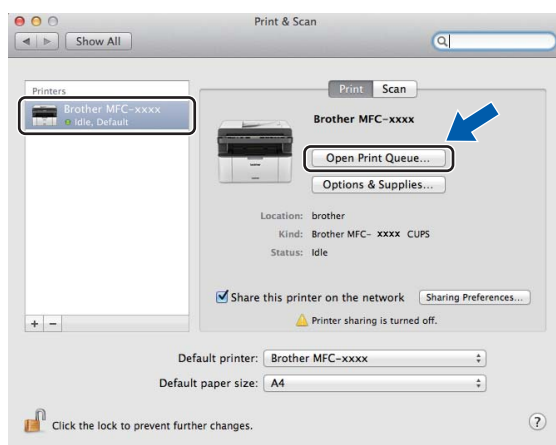 Print & Scan
Show All
Printers
Brother MFC-xxxx
Idle, Default
Print Scan
Brother MFC-xxxx
Open Print Queue...
Options & Supplies...
Location: brother
Kind: Brother MFC- xxxx CUPS
Status: Idle
Share this printer on the network Sharing Preferences...
Printer sharing is turned off.
+ −
Default printer: Brother MFC-xxxx
Default paper size: A4
Click the lock to prevent further changes. ?